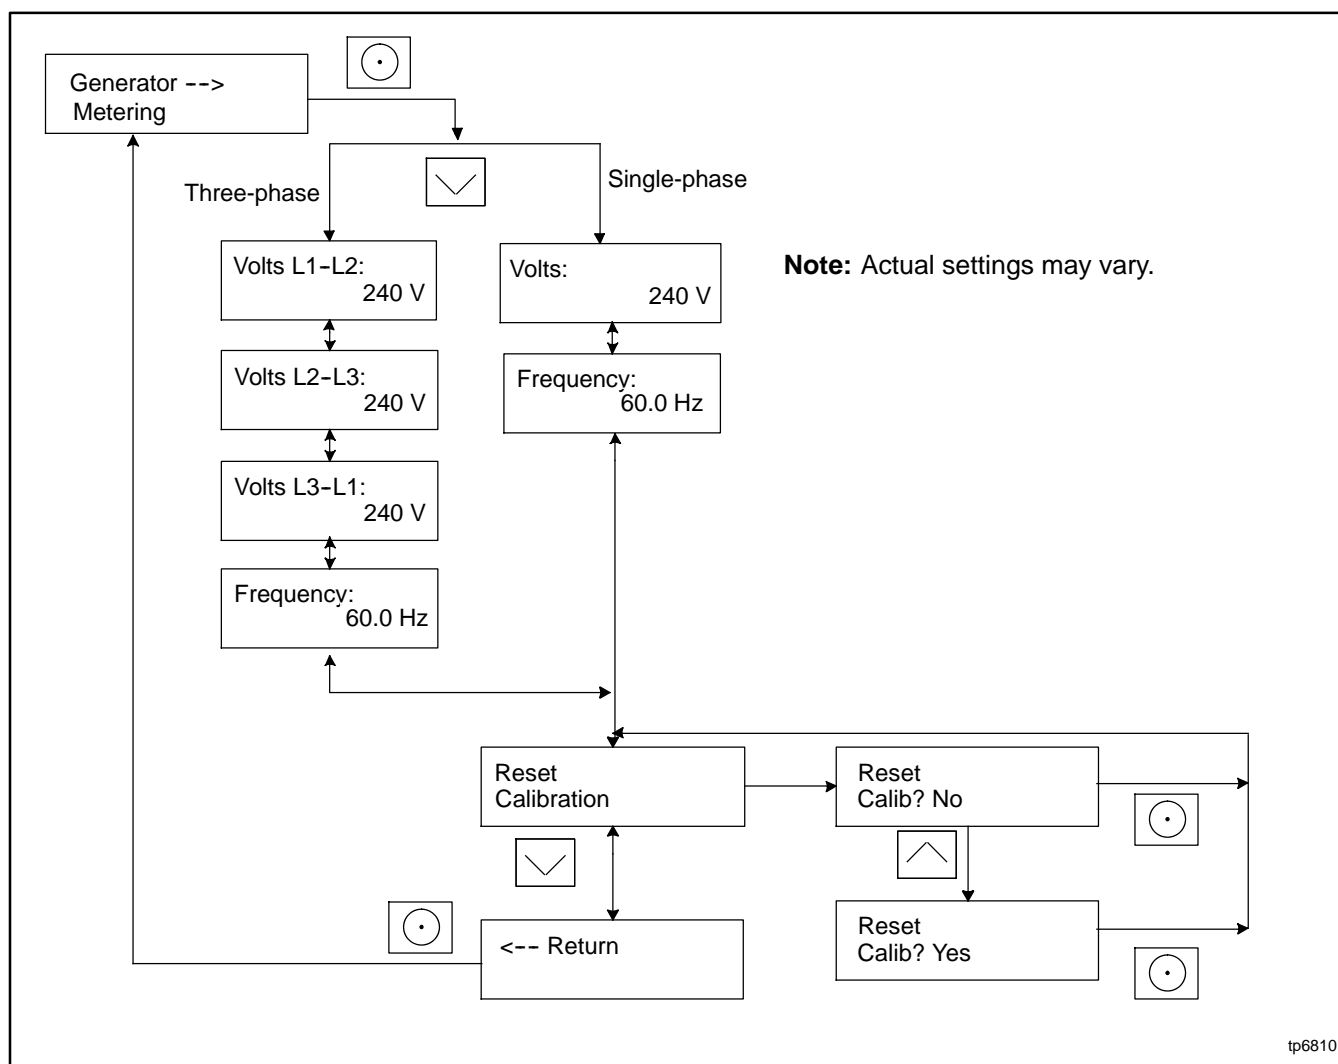 Generator -->
Metering
Three-phase
Single-phase
Volts L1-L2:
240 V
Volts L2-L3:
240 V
Volts L3-L1:
240 V
Frequency:
60.0 Hz
Volts:
240 V
Frequency:
60.0 Hz
Note: Actual settings may vary.
Reset
Calibration
Reset
Calib? No
<-- Return
Reset
Calib? Yes
tp6810